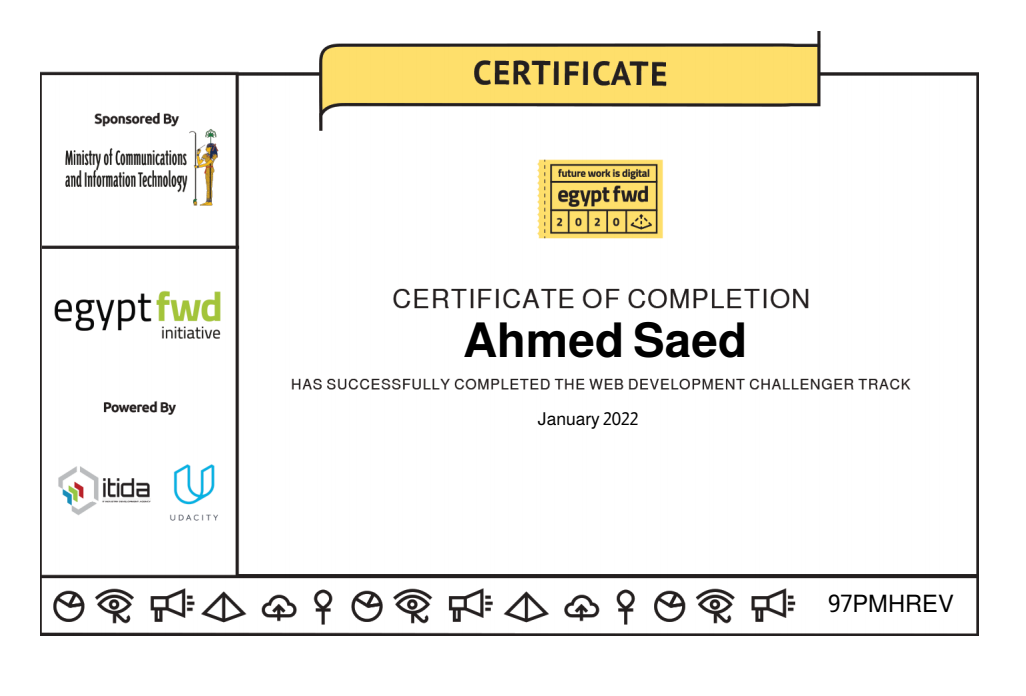 CERTIFICATE
Sponsored By
Ministry of Communications
and Information Technology
future work is digital
egypt fwd
2 0 2 0
egypt fwd
initiative
CERTIFICATE OF COMPLETION
Ahmed Saed
HAS SUCCESSFULLY COMPLETED THE WEB DEVELOPMENT CHALLENGER TRACK
January 2022
Powered By
itida
UDACITY
97PMHREV